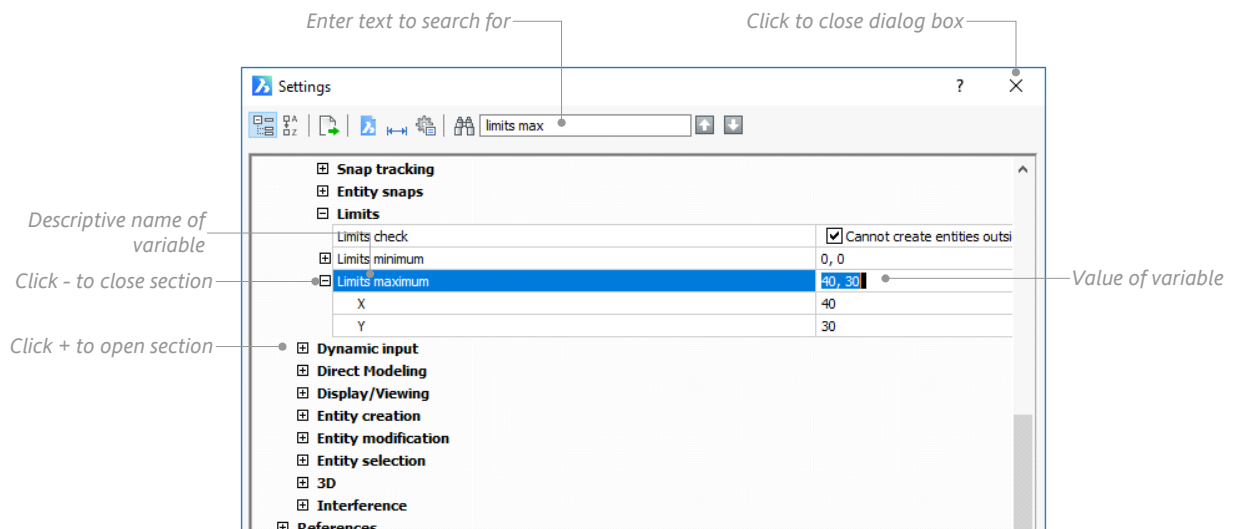 Enter text to search for
Click to close dialog box
Settings
?
limits max
Snap tracking
Entity snaps
Limits
Limits check
Cannot create entities outsi
Descriptive name of
variable
Limits minimum
0, 0
Click - to close section
Limits maximum
40, 30
Value of variable
X
40
Y
30
Click + to open section
Dynamic input
Direct Modeling
Display/Viewing
Entity creation
Entity modification
Entity selection
3D
Interference
References